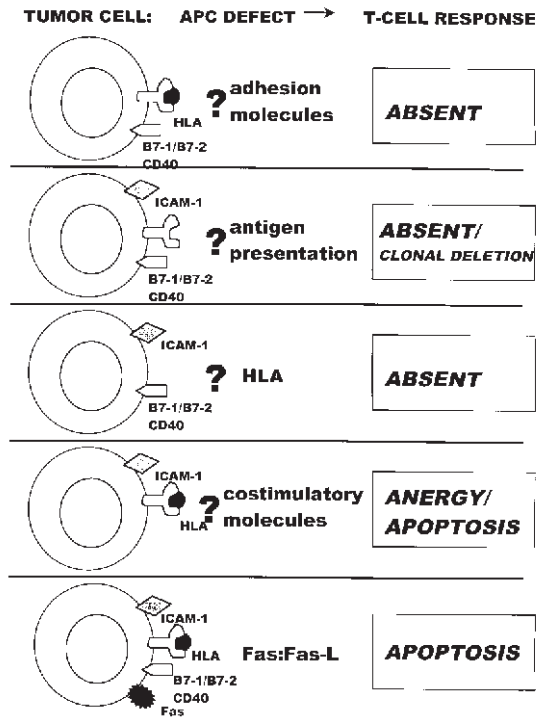 TUMOR CELL: APC DEFECT → T-CELL RESPONSE
? adhesion
molecules
HLA
B7-1/B7-2
CD40
ABSENT
ICAM-1
? antigen
presentation
B7-1/B7-2
CD40
ABSENT/
CLONAL DELETION
ICAM-1
? HLA
B7-1/B7-2
CD40
ABSENT
ICAM-1
HLA
? costimulatory
molecules
ANERGY/
APOPTOSIS
ICAM-1
HLA
B7-1/B7-2
CD40
Fas
Fas:Fas-L
APOPTOSIS